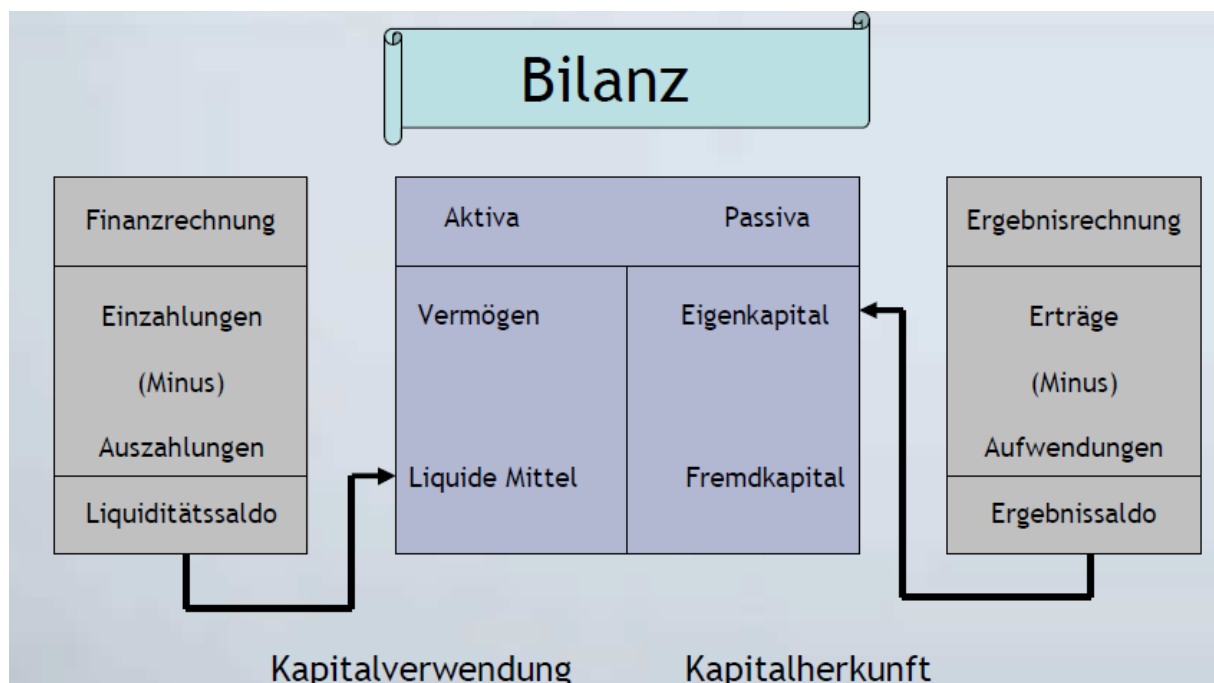 Bilanz
Finanzrechnung
Einzahlungen
(Minus)
Auszahlungen
Liquiditätssaldo
Aktiva Passiva
Vermögen Eigenkapital
Liquide Mittel Fremdkapital
Ergebnisrechnung
Erträge
(Minus)
Aufwendungen
Ergebnissaldo
Kapitalverwendung Kapitalherkunft